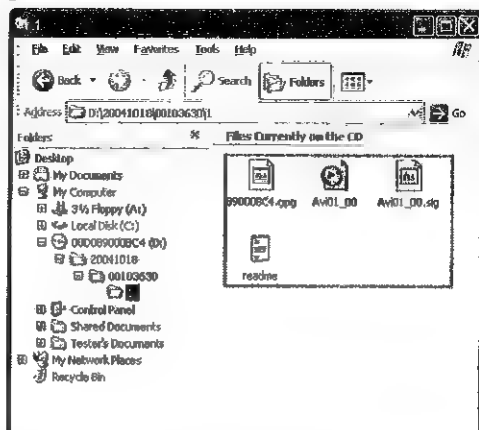 1
File Edit View Favorites Tools Help
Back Search Folders
Address D:\20041018\00103630\1 Go
Folders
Files Currently on the CD
Desktop
My Documents
My Computer
3½ Floppy (A:)
Local Disk (C:)
00D089000BC4 (D:)
20041018
00103630
Control Panel
Shared Documents
Tester's Documents
My Network Places
Recycle Bin
Avi01_00 Avi01_00.sig
readme